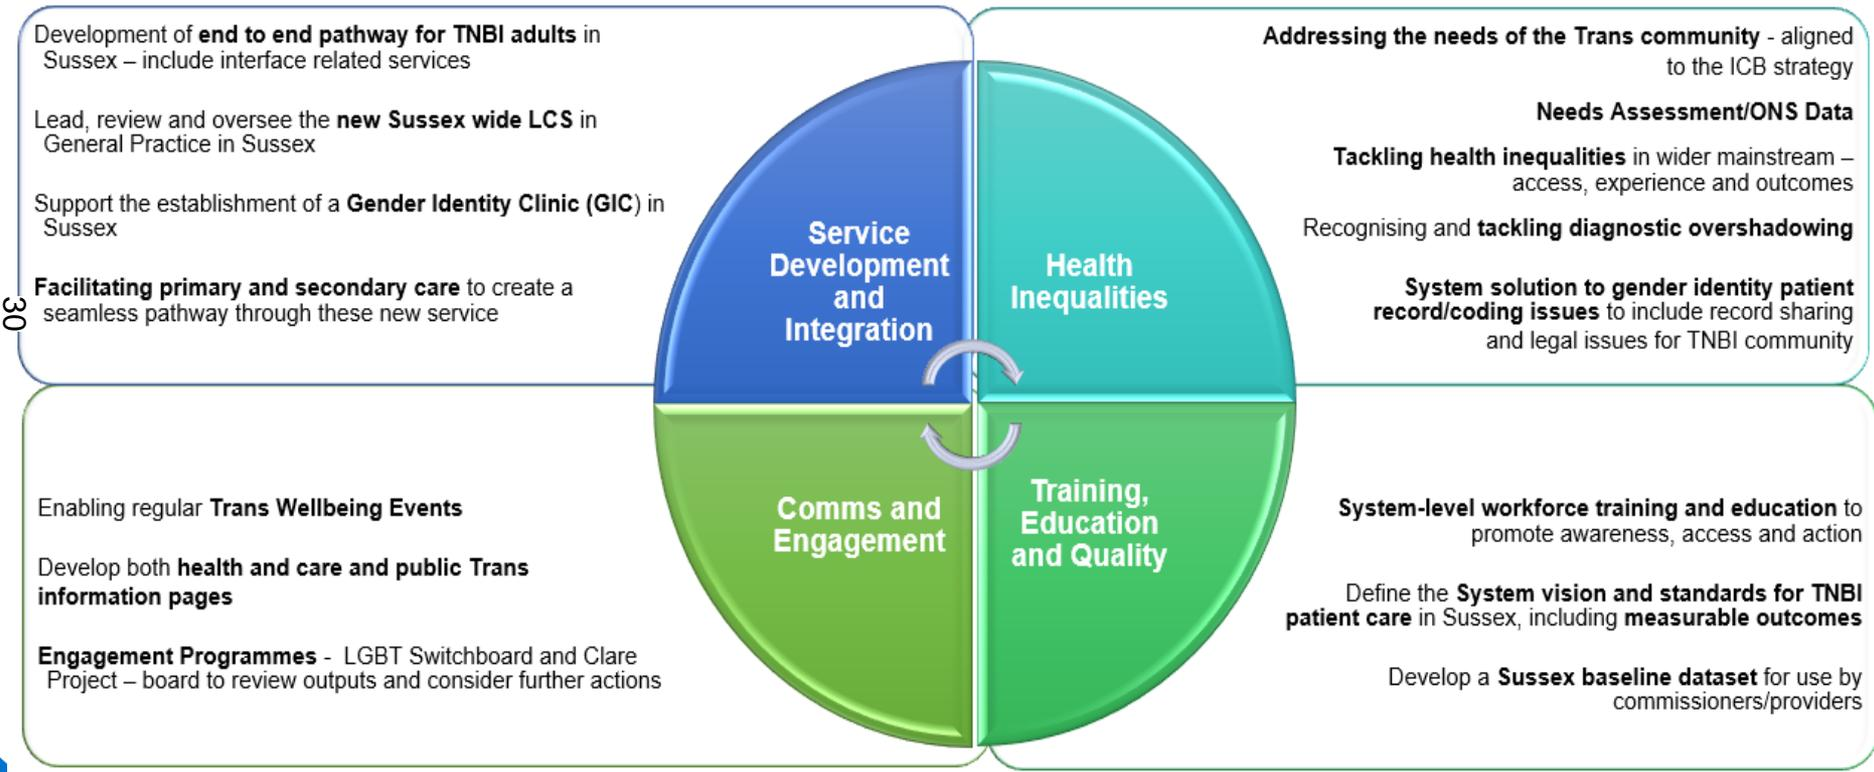 Development of end to end pathway for TNBI adults in
Sussex – include interface related services
Lead, review and oversee the new Sussex wide LCS in
General Practice in Sussex
Support the establishment of a Gender Identity Clinic (GIC) in
Sussex
Facilitating primary and secondary care to create a
seamless pathway through these new service
30
Service
Development
and
Integration
Health
Inequalities
Addressing the needs of the Trans community - aligned
to the ICB strategy
Needs Assessment/ONS Data
Tackling health inequalities in wider mainstream –
access, experience and outcomes
Recognising and tackling diagnostic overshadowing
System solution to gender identity patient
record/coding issues to include record sharing
and legal issues for TNBI community
Enabling regular Trans Wellbeing Events
Develop both health and care and public Trans
information pages
Engagement Programmes - LGBT Switchboard and Clare
Project – board to review outputs and consider further actions
Comms and
Engagement
Training,
Education
and Quality
System-level workforce training and education to
promote awareness, access and action
Define the System vision and standards for TNBI
patient care in Sussex, including measurable outcomes
Develop a Sussex baseline dataset for use by
commissioners/providers